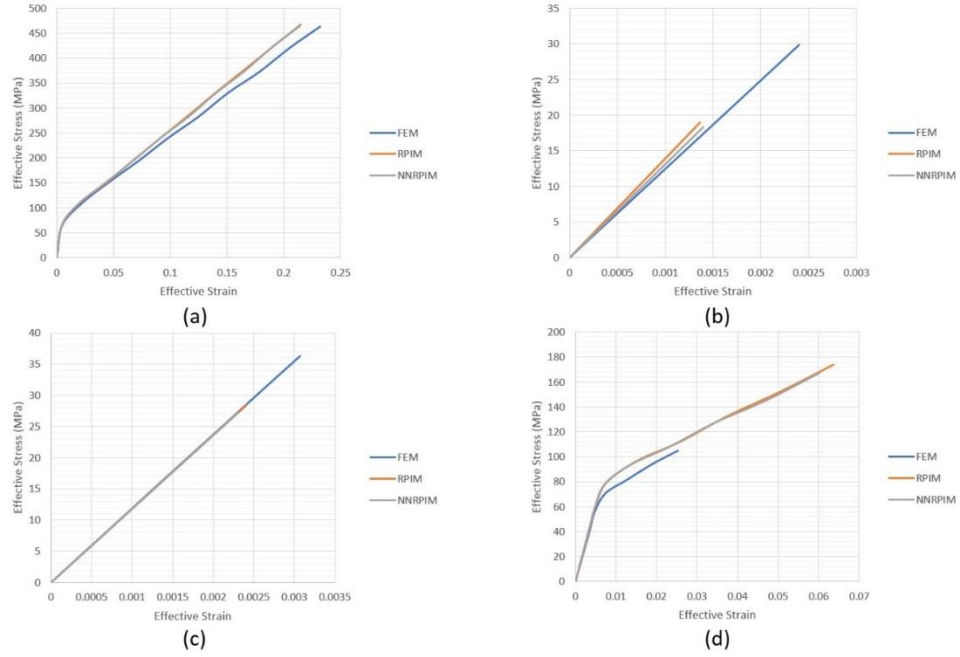 500
450
400
350
300
250
200
150
100
50
0
Effective Stress (MPa)
0 0.05 0.1 0.15 0.2 0.25
Effective Strain
FEM
RPIM
NNRPIM
(a)
35
30
25
20
15
10
5
0
Effective Stress (MPa)
0 0.0005 0.001 0.0015 0.002 0.0025 0.003
Effective Strain
FEM
RPIM
NNRPIM
(b)
40
35
30
25
20
15
10
5
0
Effective Stress (MPa)
0 0.0005 0.001 0.0015 0.002 0.0025 0.003 0.0035
Effective Strain
FEM
RPIM
NNRPIM
(c)
200
180
160
140
120
100
80
60
40
20
0
Effective Stress (MPa)
0 0.01 0.02 0.03 0.04 0.05 0.06 0.07
Effective Strain
FEM
RPIM
NNRPIM
(d)